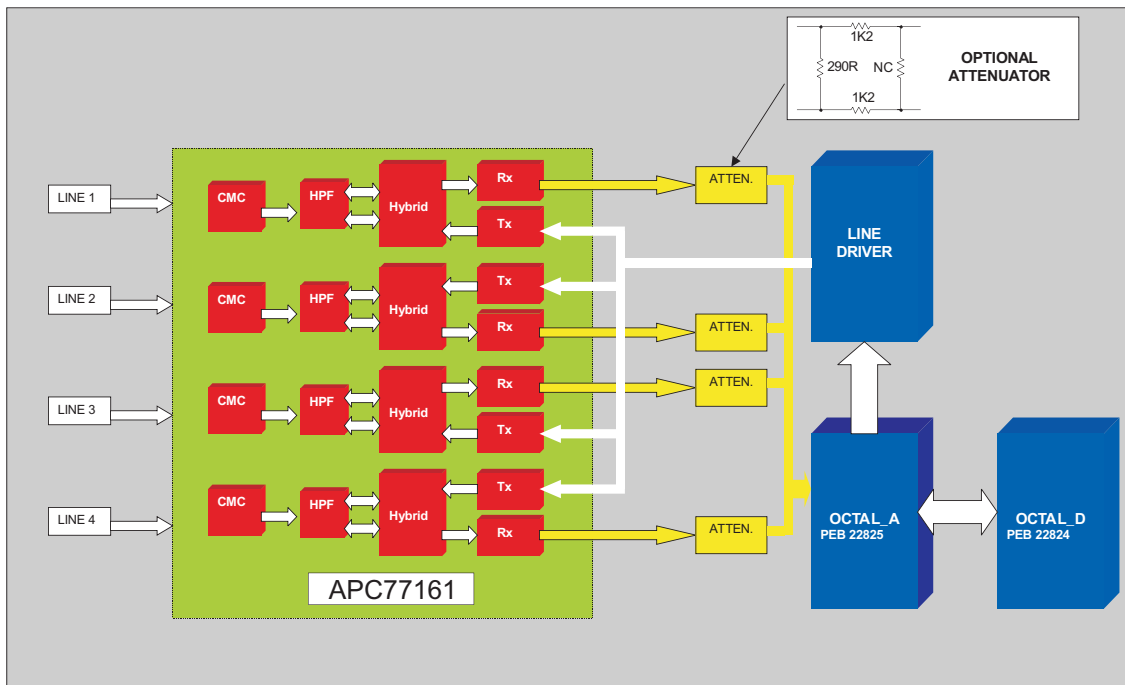 1K2
290R
NC
1K2
OPTIONAL
ATTENUATOR
LINE 1
CMC
HPF
Hybrid
Rx
Tx
ATTEN.
LINE
DRIVER
LINE 2
CMC
HPF
Hybrid
Tx
Rx
ATTEN.
LINE 3
CMC
HPF
Hybrid
Rx
Tx
ATTEN.
LINE 4
CMC
HPF
Hybrid
Tx
Rx
ATTEN.
OCTAL_A
PEB 22825
OCTAL_D
PEB 22824
APC77161